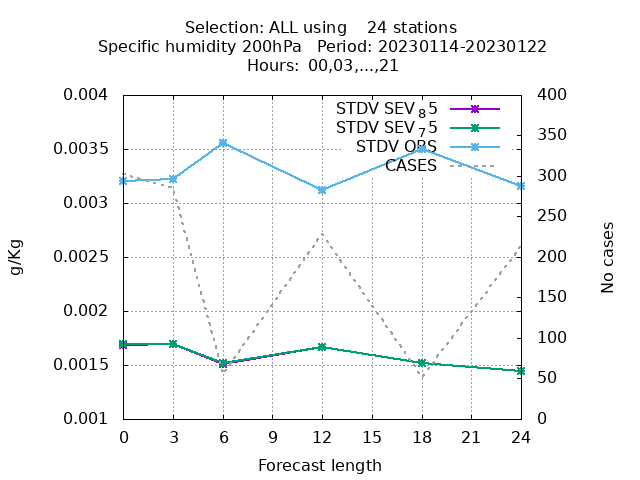 Selection: ALL using    24 stations
Specific humidity 200hPa   Period: 20230114-20230122
Hours:  00,03,...,21
STDV SEV 8 5
STDV SEV 7 5
STDV OBS
CASES
0.004
0.0035
0.003
0.0025
0.002
0.0015
0.001
400
350
300
250
200
150
100
50
0
g/Kg
No cases
0 3 6 9 12 15 18 21 24
Forecast length